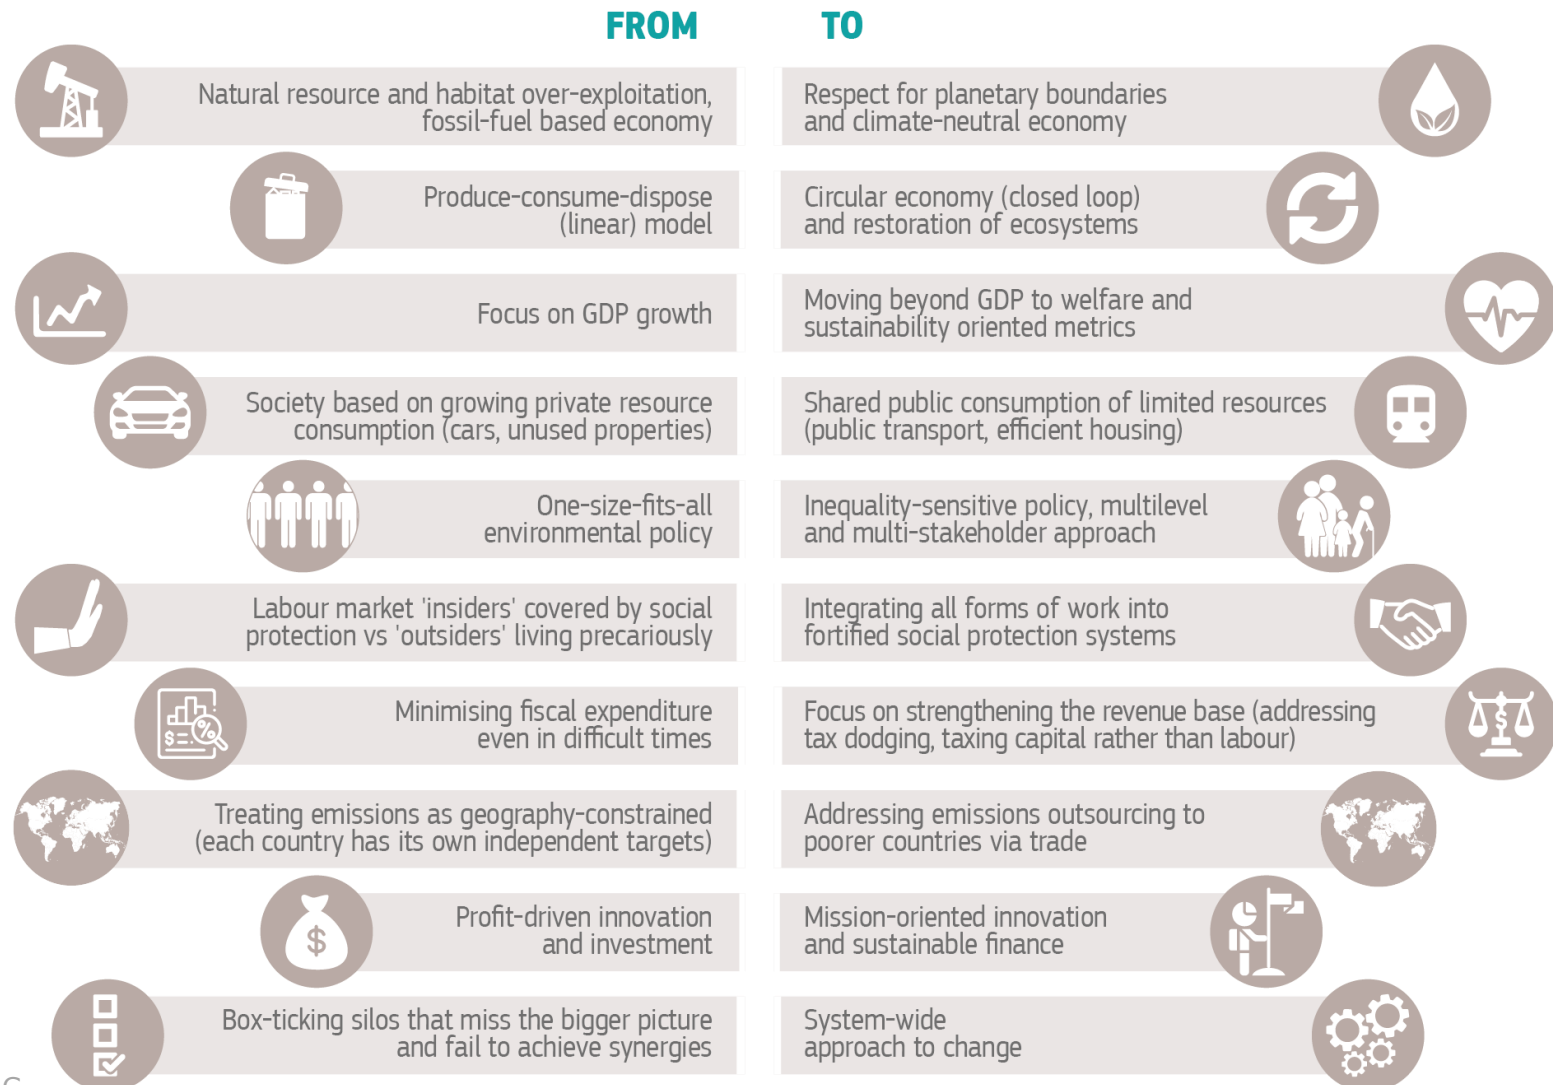 FROM
TO
Natural resource and habitat over-exploitation,
fossil-fuel based economy
Respect for planetary boundaries
and climate-neutral economy
Produce-consume-dispose
(linear) model
Circular economy (closed loop)
and restoration of ecosystems
Focus on GDP growth
Moving beyond GDP to welfare and
sustainability oriented metrics
Society based on growing private resource
consumption (cars, unused properties)
Shared public consumption of limited resources
(public transport, efficient housing)
One-size-fits-all
environmental policy
Inequality-sensitive policy, multilevel
and multi-stakeholder approach
Labour market 'insiders' covered by social
protection vs 'outsiders' living precariously
Integrating all forms of work into
fortified social protection systems
Minimising fiscal expenditure
even in difficult times
$=: %
Focus on strengthening the revenue base (addressing
tax dodging, taxing capital rather than labour)
$
Treating emissions as geography-constrained
(each country has its own independent targets)
Addressing emissions outsourcing to
poorer countries via trade
$
Profit-driven innovation
and investment
Mission-oriented innovation
and sustainable finance
Box-ticking silos that miss the bigger picture
and fail to achieve synergies
System-wide
approach to change